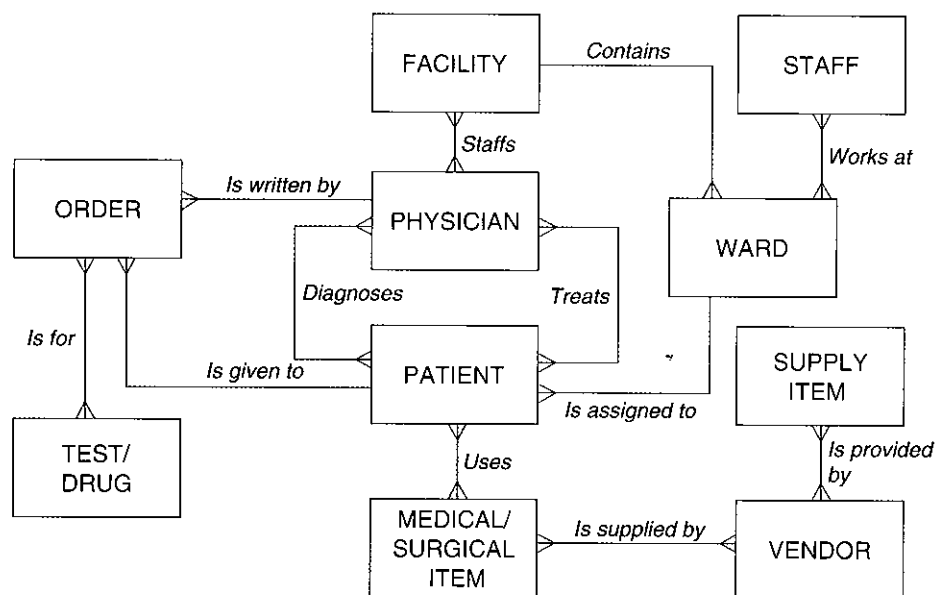 FACILITY
Contains
STAFF
Staffs
Works at
ORDER
Is written by
PHYSICIAN
WARD
Diagnoses
Treats
Is for
Is given to
PATIENT
Is assigned to
SUPPLY
ITEM
TEST/
DRUG
Uses
Is provided
by
MEDICAL/
SURGICAL
ITEM
Is supplied by
VENDOR